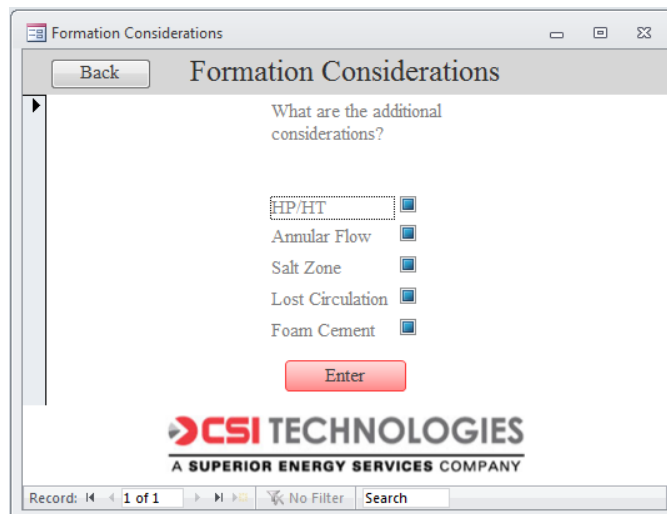 Formation Considerations
Back
Formation Considerations
What are the additional
considerations?
HP/HT
Annular Flow
Salt Zone
Lost Circulation
Foam Cement
Enter
CSI TECHNOLOGIES
A SUPERIOR ENERGY SERVICES COMPANY
Record: 1 of 1 No Filter Search